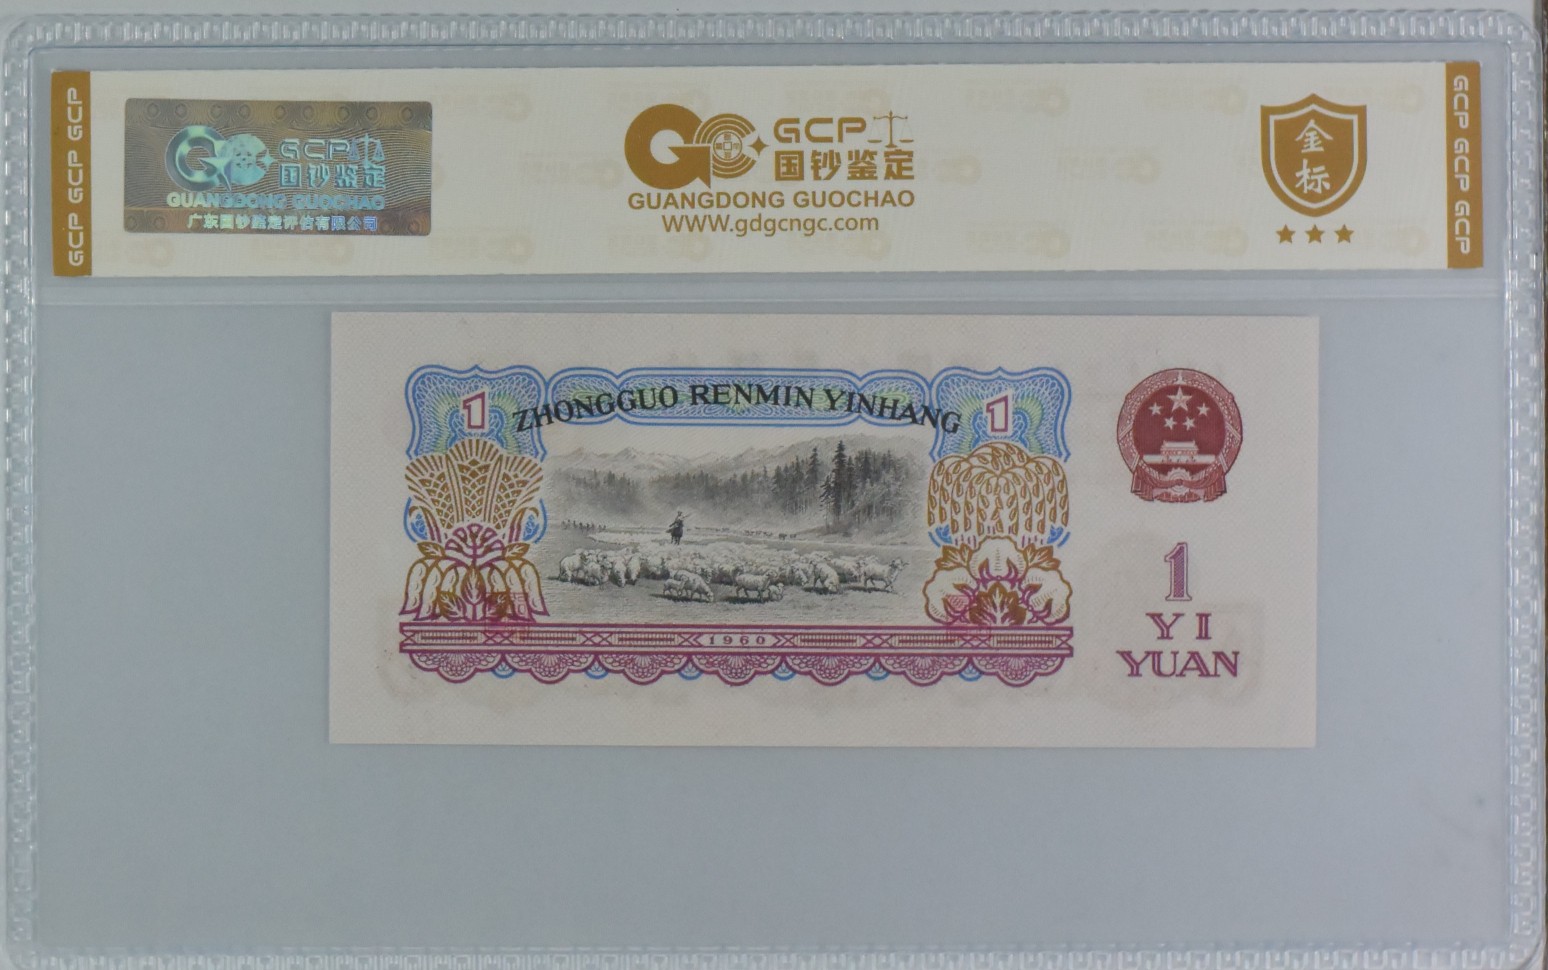 GCP GCP GCP
GCP
国钞鉴定
GUANGDONG GUOCHAO
广东国钞鉴定评估有限公司
GCP
国钞鉴定
GUANGDONG GUOCHAO
WWW.gdgcngc.com
金
标
GCP GCP GCP
1
ZHONGGUO RENMIN YINHANG
1
1960
1
YI
YUAN